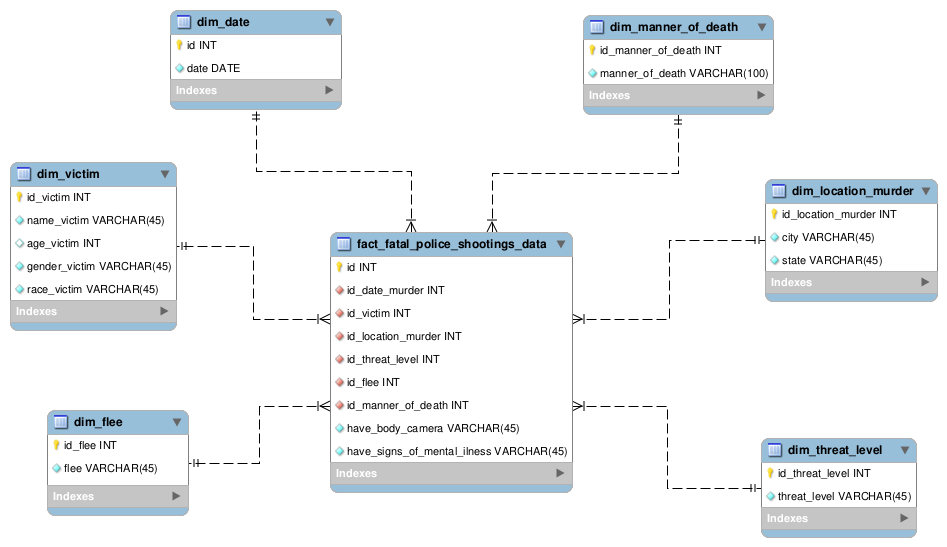 dim_date
id INT
date DATE
Indexes
dim_manner_of_death
id_manner_of_death INT
manner_of_death VARCHAR(100)
Indexes
dim_victim
id_victim INT
name_victim VARCHAR(45)
age_victim INT
gender_victim VARCHAR(45)
race_victim VARCHAR(45)
Indexes
dim_location_murder
id_location_murder INT
city VARCHAR(45)
state VARCHAR(45)
Indexes
fact_fatal_police_shootings_data
id INT
id_date_murder INT
id_victim INT
id_location_murder INT
id_threat_level INT
id_flee INT
id_manner_of_death INT
have_body_camera VARCHAR(45)
have_signs_of_mental_ilness VARCHAR(45)
Indexes
dim_flee
id_flee INT
flee VARCHAR(45)
Indexes
dim_threat_level
id_threat_level INT
threat_level VARCHAR(45)
Indexes